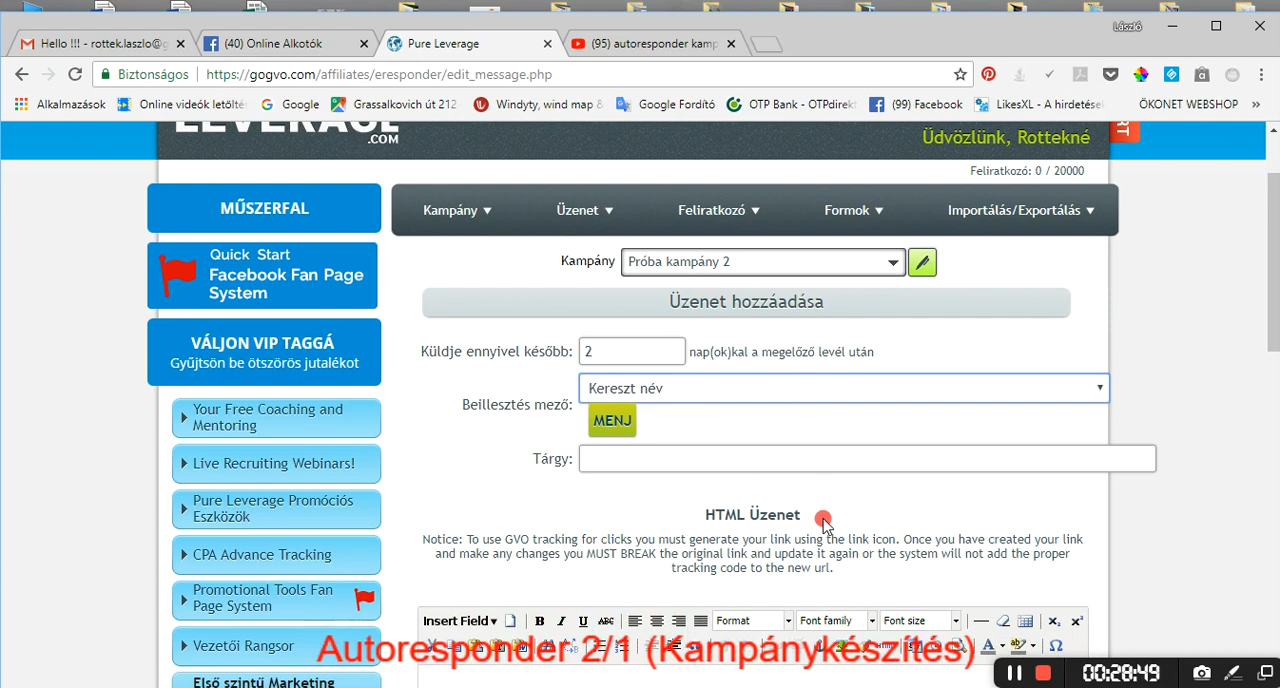 László
Hello !!! - rottek.laszlo@g
(40) Online Alkotók
Pure Leverage
(95) autoresponder kamp
Biztonságos
https://gogvo.com/affiliates/eresponder/edit_message.php
Alkalmazások
Online videók letölté
Google
Grassalkovich út 212
Windyty, wind map &
Google Fordító
OTP Bank - OTPdirekt
(99) Facebook
LikesXL - A hirdetése
ÖKONET WEBSHOP
»
LEVERAGE
.COM
Üdvözlünk, Rottekné
RT
Feliratkozó: 0 / 20000
MŰSZERFAL
Kampány ▼
Üzenet ▼
Feliratkozó ▼
Formok ▼
Importálás/Exportálás ▼
Quick Start
Facebook Fan Page
System
Kampány
Próba kampány 2
Üzenet hozzáadása
VÁLJON VIP TAGGÁ
Gyűjtsön be ötszörös jutalékot
Küldje ennyivel később:
2
nap(ok)kal a megelőző levél után
Kereszt név
Beillesztés mező:
MENJ
Your Free Coaching and
Mentoring
Tárgy:
Live Recruiting Webinars!
Pure Leverage Promóciós
Eszközök
HTML Üzenet
Notice: To use GVO tracking for clicks you must generate your link using the link icon. Once you have created your link
and make any changes you MUST BREAK the original link and update it again or the system will not add the proper
tracking code to the new url.
CPA Advance Tracking
Promotional Tools Fan
Page System
Insert Field ▾
B I U ABC
Format
Font family
Font size
Vezetői Rangsor
Autoresponder 2/1 (Kampánykészítés)
00:28:49
Első szintű Marketing